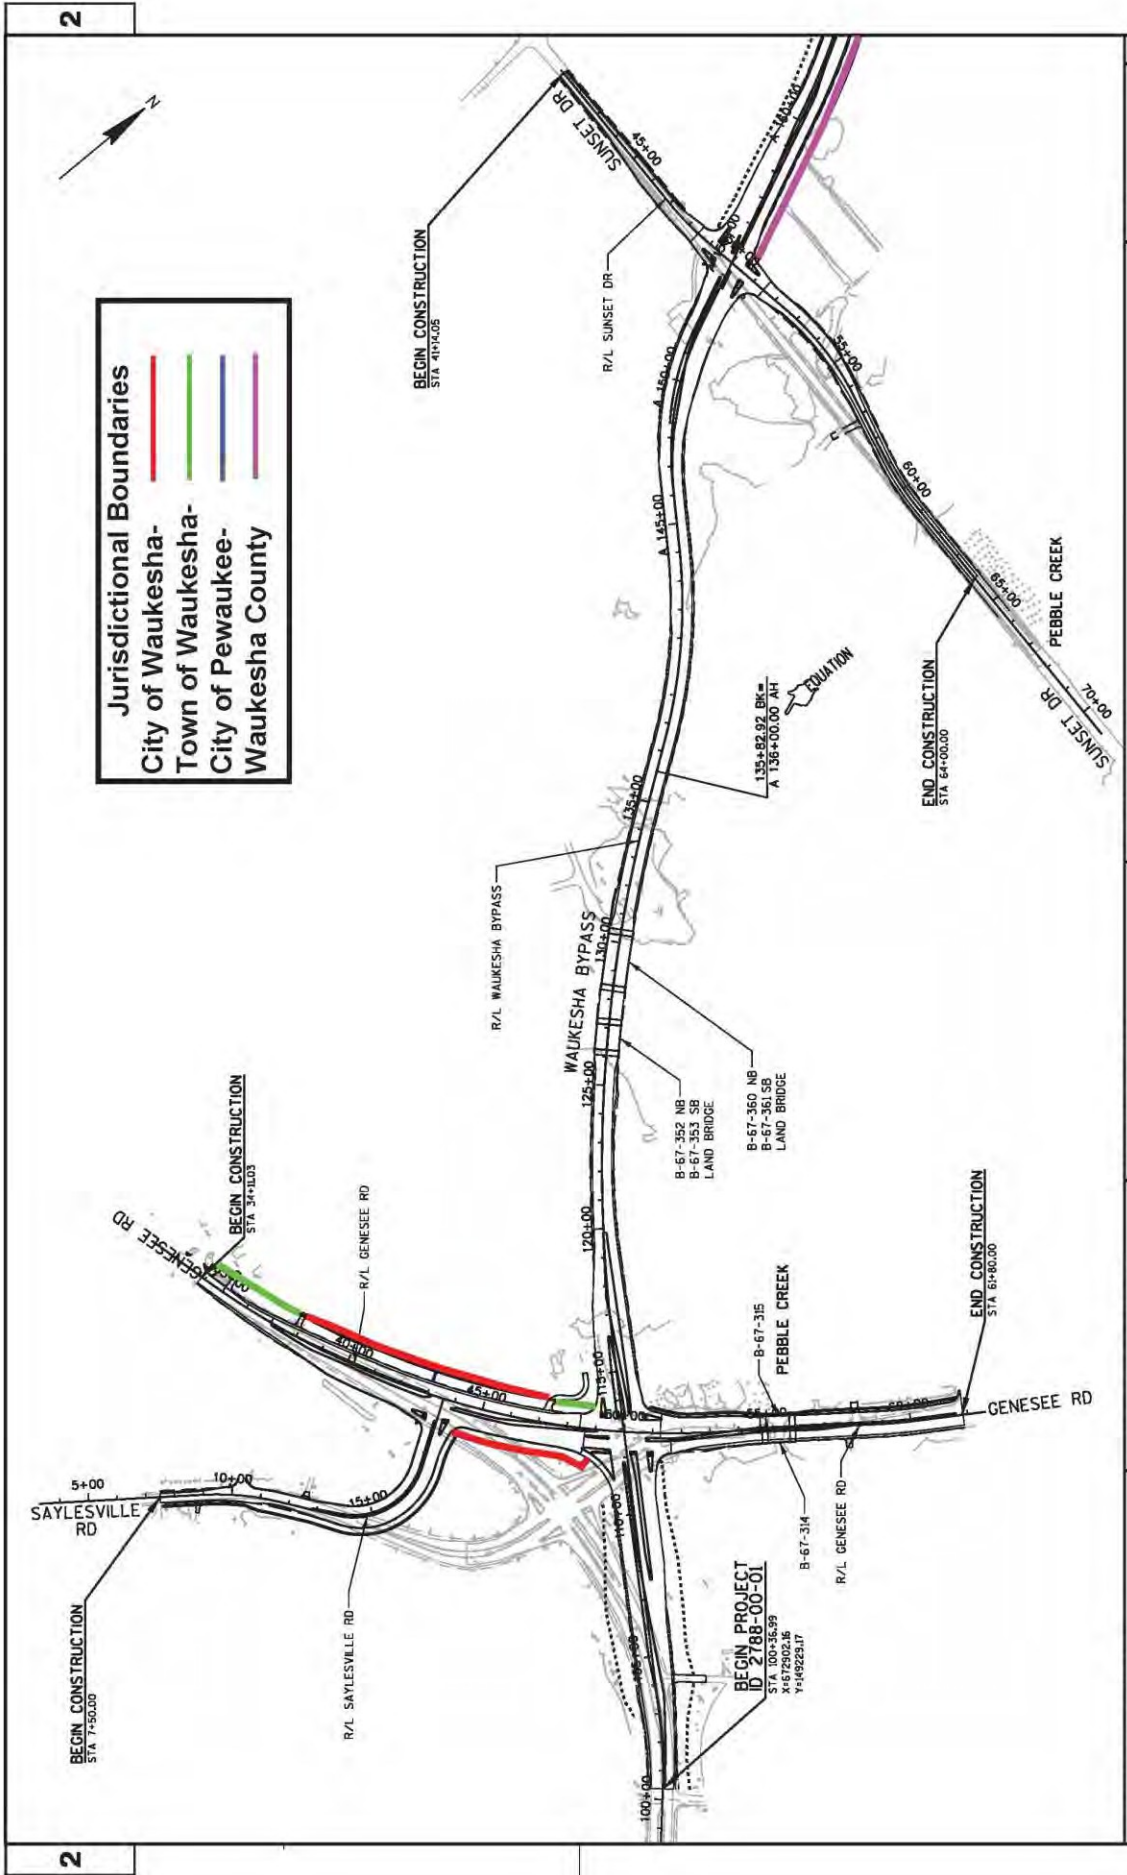 2
2
N
Jurisdictional Boundaries
City of Waukesha-
Town of Waukesha-
City of Pewaukee-
Waukesha County
BEGIN CONSTRUCTION
STA 7+50.00
SAYLESVILLE
RD
5+00
10+00
15+00
R/L SAYLESVILLE RD
BEGIN CONSTRUCTION
STA 34+11.03
GENESEE RD
40+00
45+00
R/L GENESEE RD
BEGIN PROJECT
ID 2788-00-01
STA 100+36.99
X=672902.16
Y=149229.17
100+00
105+00
110+00
115+00
120+00
125+00
130+00
135+00
B-67-314
B-67-315
PEBBLE CREEK
R/L GENESEE RD
GENESEE RD
END CONSTRUCTION
STA 61+80.00
B-67-352 NB
B-67-353 SB
LAND BRIDGE
B-67-360 NB
B-67-361 SB
LAND BRIDGE
WAUKESHA BYPASS
R/L WAUKESHA BYPASS
135+82.92 BK=
A 136+00.00 AH
EQUATION
A 145+00
A 150+00
A 160+00
BEGIN CONSTRUCTION
STA 41+14.05
SUNSET DR
45+00
R/L SUNSET DR
55+00
60+00
65+00
70+00
END CONSTRUCTION
STA 64+00.00
PEBBLE CREEK
SUNSET DR